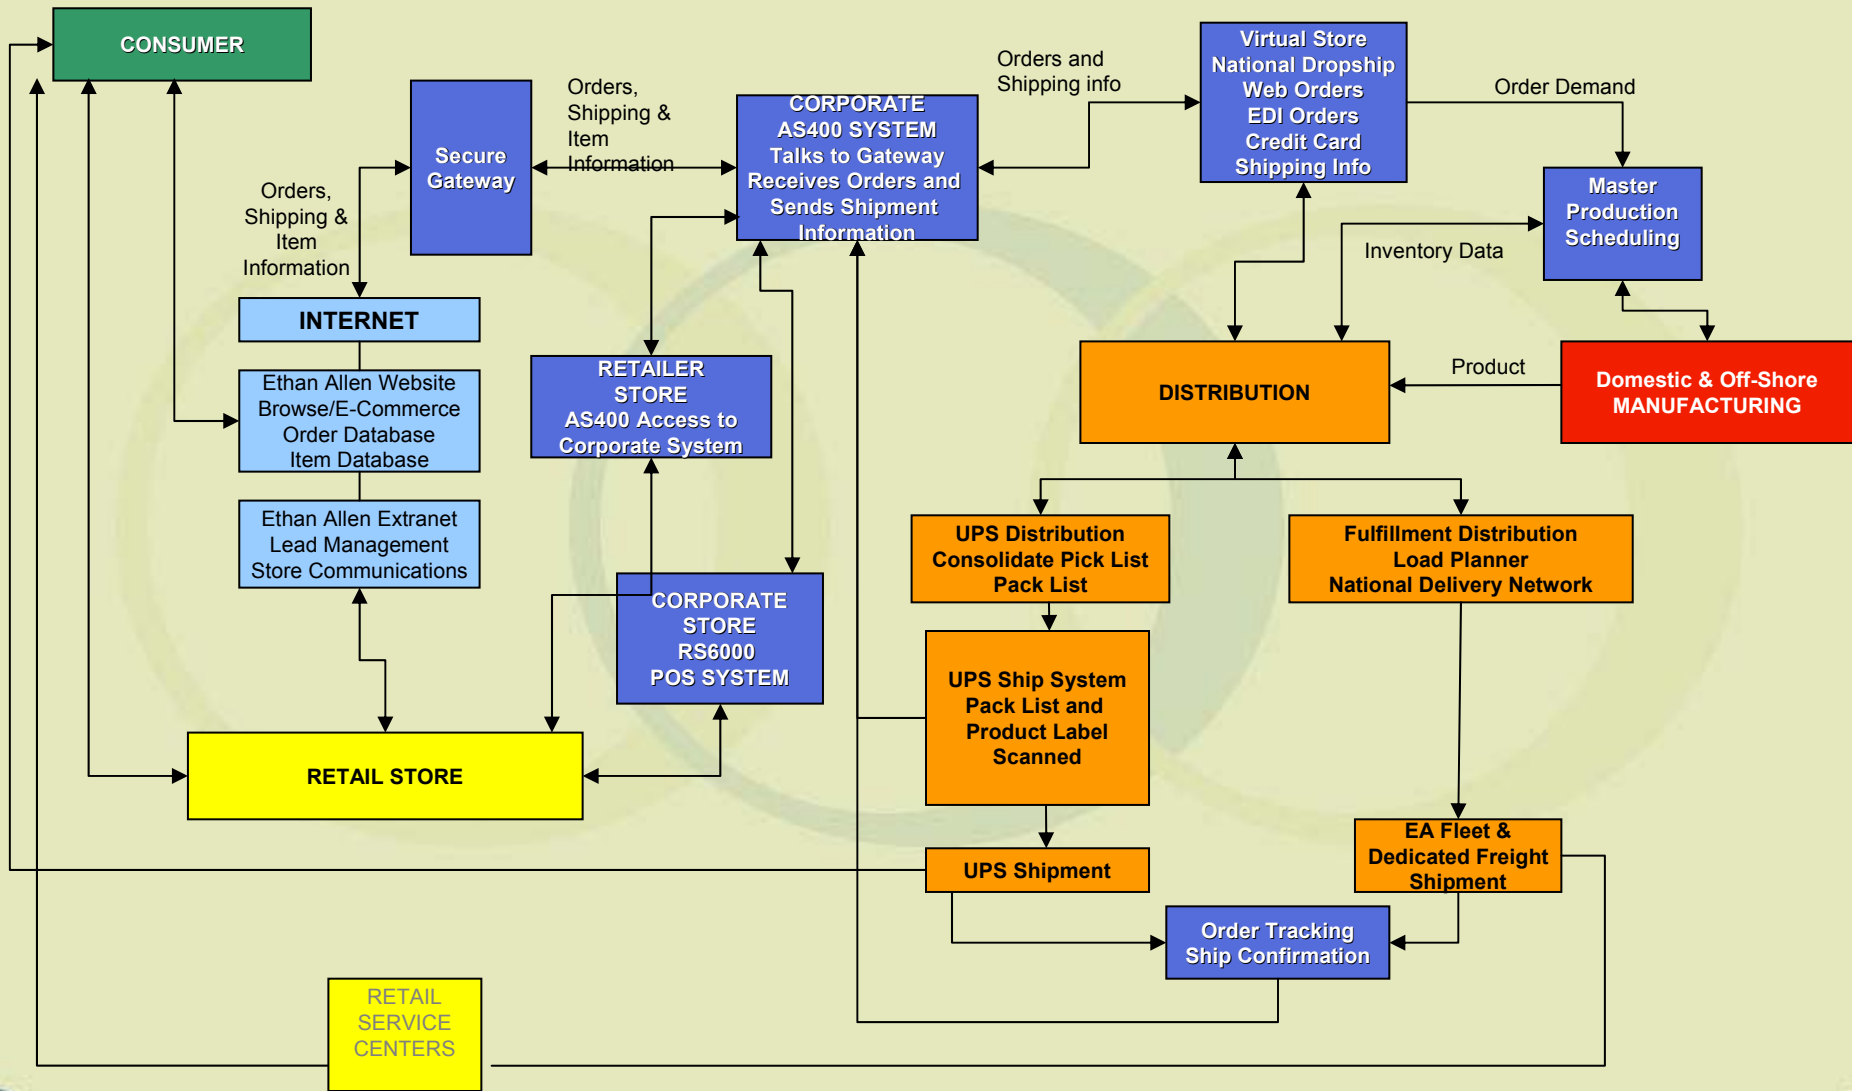 CONSUMER
Orders,
Shipping &
Item
Information
Secure
Gateway
Orders,
Shipping &
Item
Information
CORPORATE
AS400 SYSTEM
Talks to Gateway
Receives Orders and
Sends Shipment
Information
Orders and
Shipping info
Virtual Store
National Dropship
Web Orders
EDI Orders
Credit Card
Shipping Info
Order Demand
Master
Production
Scheduling
Inventory Data
INTERNET
Ethan Allen Website
Browse/E-Commerce
Order Database
Item Database
Ethan Allen Extranet
Lead Management
Store Communications
RETAILER
STORE
AS400 Access to
Corporate System
CORPORATE
STORE
RS6000
POS SYSTEM
RETAIL STORE
DISTRIBUTION
Product
Domestic & Off-Shore
MANUFACTURING
UPS Distribution
Consolidate Pick List
Pack List
Fulfillment Distribution
Load Planner
National Delivery Network
UPS Ship System
Pack List and
Product Label
Scanned
UPS Shipment
EA Fleet &
Dedicated Freight
Shipment
Order Tracking
Ship Confirmation
RETAIL
SERVICE
CENTERS